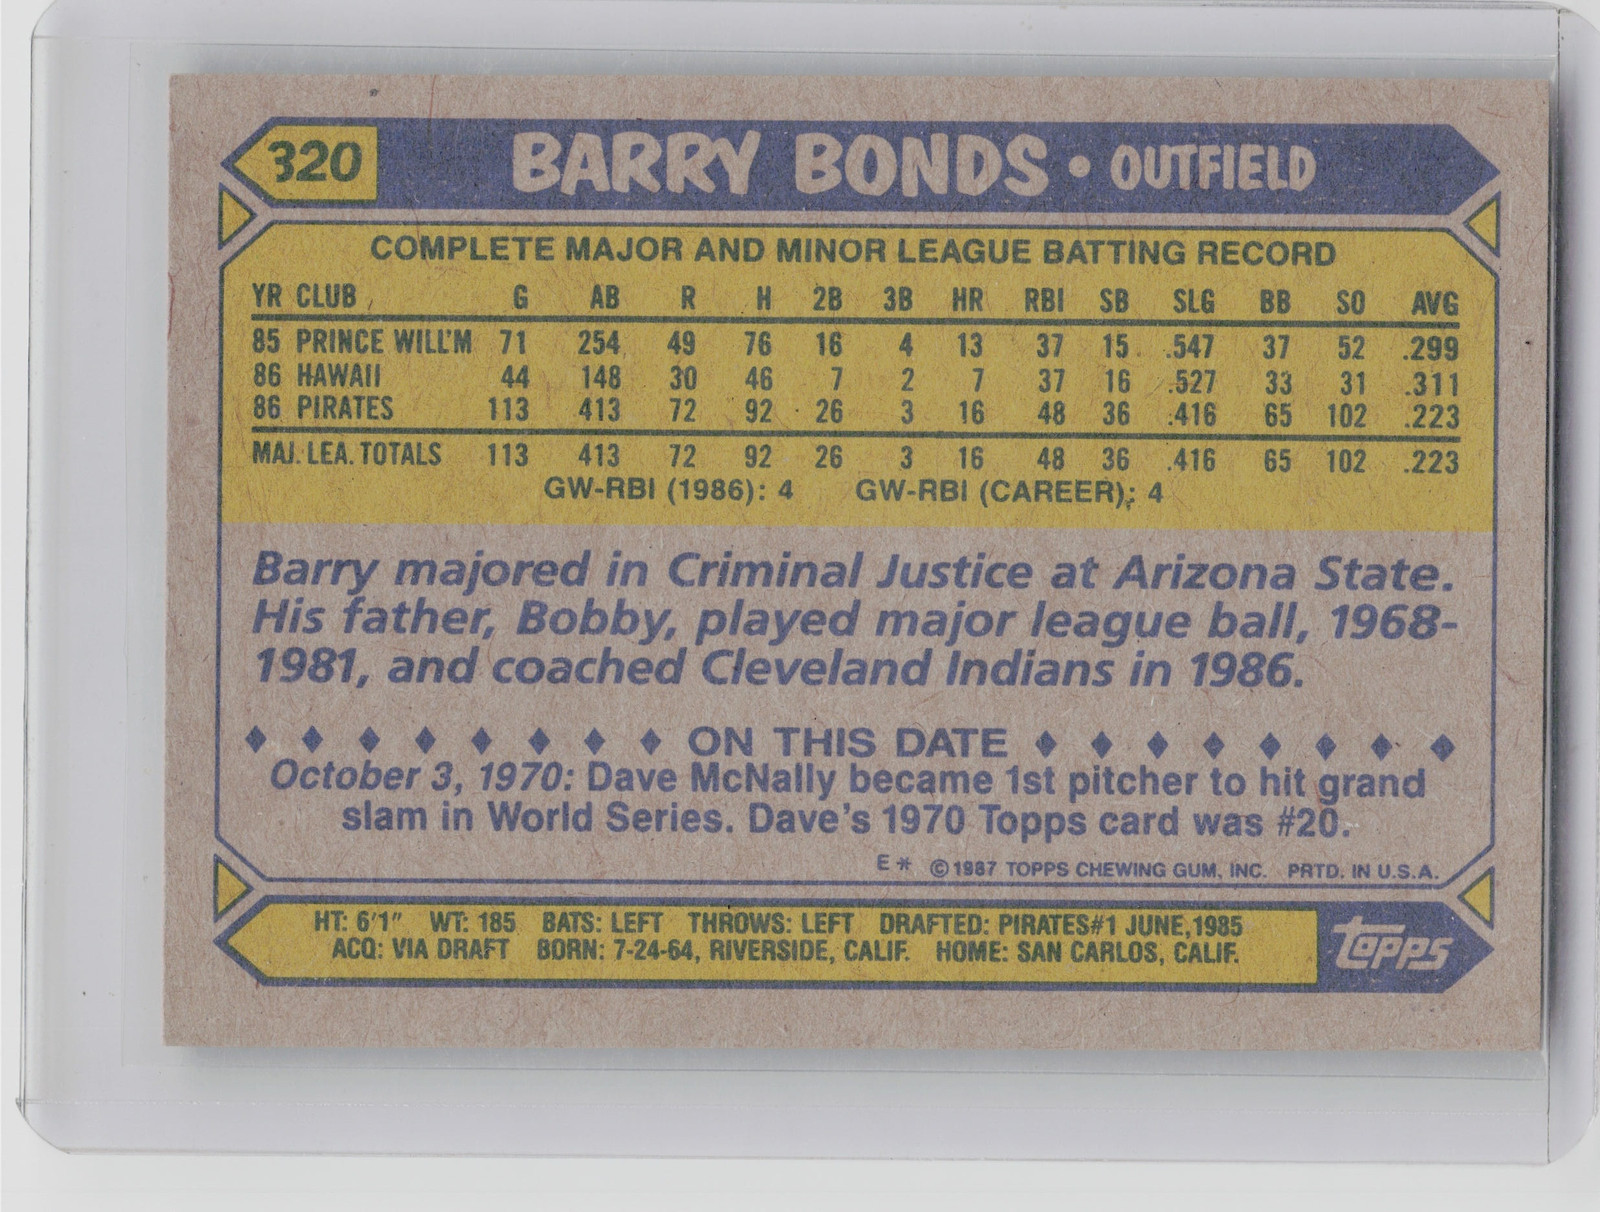 320 BARRY BONDS • OUTFIELD
COMPLETE MAJOR AND MINOR LEAGUE BATTING RECORD
YR CLUB G AB R H 2B 3B HR RBI SB SLG BB SO AVG
85 PRINCE WILL'M 71 254 49 76 16 4 13 37 15 .547 37 52 .299
86 HAWAII 44 148 30 46 7 2 7 37 16 .527 33 31 .311
86 PIRATES 113 413 72 92 26 3 16 48 36 .416 65 102 .223
MAJ. LEA. TOTALS 113 413 72 92 26 3 16 48 36 .416 65 102 .223
GW-RBI (1986): 4 GW-RBI (CAREER): 4
Barry majored in Criminal Justice at Arizona State.
His father, Bobby, played major league ball, 1968-
1981, and coached Cleveland Indians in 1986.
ON THIS DATE
October 3, 1970: Dave McNally became 1st pitcher to hit grand
slam in World Series. Dave's 1970 Topps card was #20.
E* © 1987 TOPPS CHEWING GUM, INC. PRTD. IN U.S.A.
HT: 6'1" WT: 185 BATS: LEFT THROWS: LEFT DRAFTED: PIRATES#1 JUNE,1985
ACQ: VIA DRAFT BORN: 7-24-64, RIVERSIDE, CALIF. HOME: SAN CARLOS, CALIF.
topps